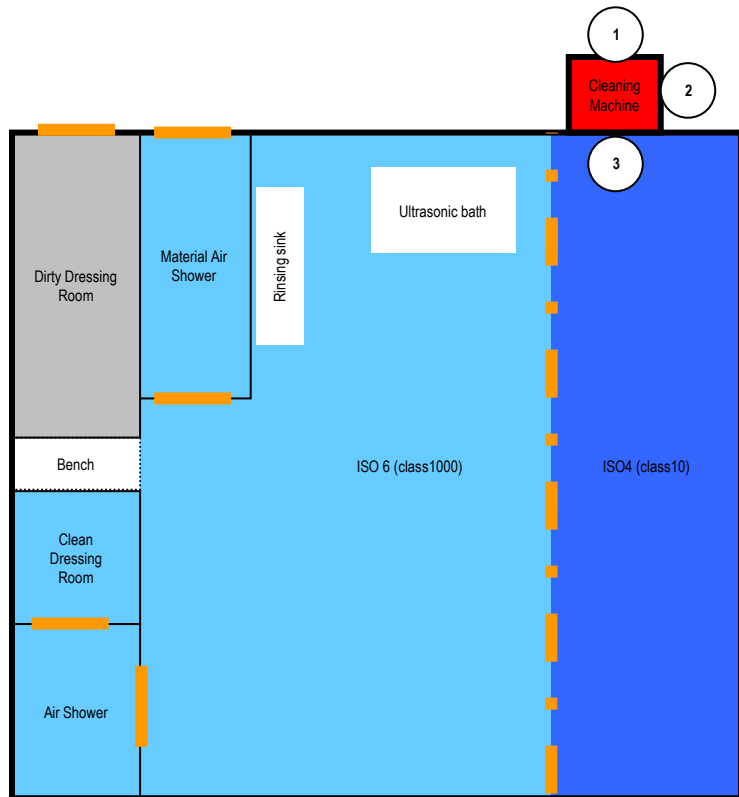 1
Cleaning
Machine
2
3
Ultrasonic bath
Rinsing sink
Material Air
Shower
Dirty Dressing
Room
Bench
ISO 6 (class1000)
ISO4 (class10)
Clean
Dressing
Room
Air Shower